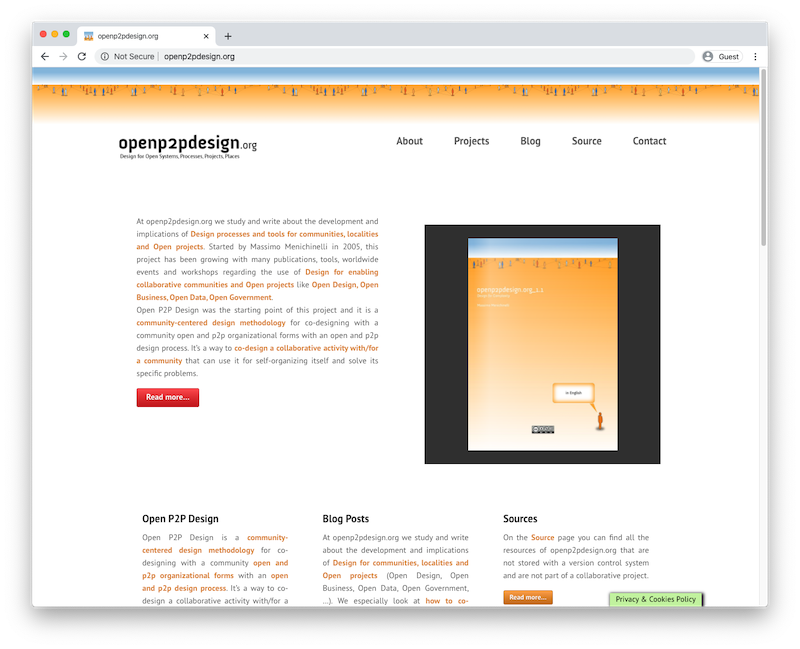 openp2pdesign.org
Not Secure | openp2pdesign.org
Guest
openp2pdesign.org
Design for Open Systems, Processes, Projects, Places
About Projects Blog Source Contact
At openp2pdesign.org we study and write about the development and
implications of Design processes and tools for communities, localities
and Open projects. Started by Massimo Menichinelli in 2005, this
project has been growing with many publications, tools, worldwide
events and workshops regarding the use of Design for enabling
collaborative communities and Open projects like Open Design, Open
Business, Open Data, Open Government.
Open P2P Design was the starting point of this project and it is a
community-centered design methodology for co-designing with a
community open and p2p organizational forms with an open and p2p
design process. It's a way to co-design a collaborative activity with/for
a community that can use it for self-organizing itself and solve its
specific problems.
Read more...
openp2pdesign.org_1.1
in English
Open P2P Design
Open P2P Design is a community-
centered design methodology for co-
designing with a community open and
p2p organizational forms with an open
and p2p design process. It's a way to co-
design a collaborative activity with/for a
Blog Posts
At openp2pdesign.org we study and write
about the development and implications
of Design for communities, localities and
Open projects (Open Design, Open
Business, Open Data, Open Government,
...). We especially look at how to co-
Sources
On the Source page you can find all the
resources of openp2pdesign.org that are
not stored with a version control system
and are not part of a collaborative project.
Read more...
Privacy & Cookies Policy